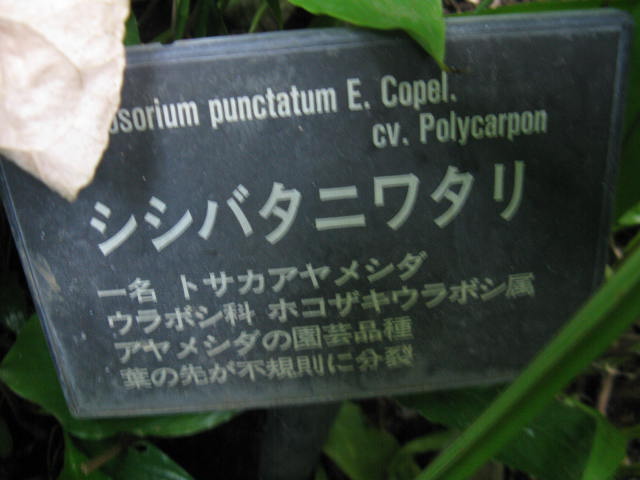 osorium punctatum E. Copel.
cv. Polycarpon
シシバタニワタリ
一名 トサカアヤメシダ
ウラボシ科 ホコザキウラボシ属
アヤメシダの園芸品種
葉の先が不規則に分裂